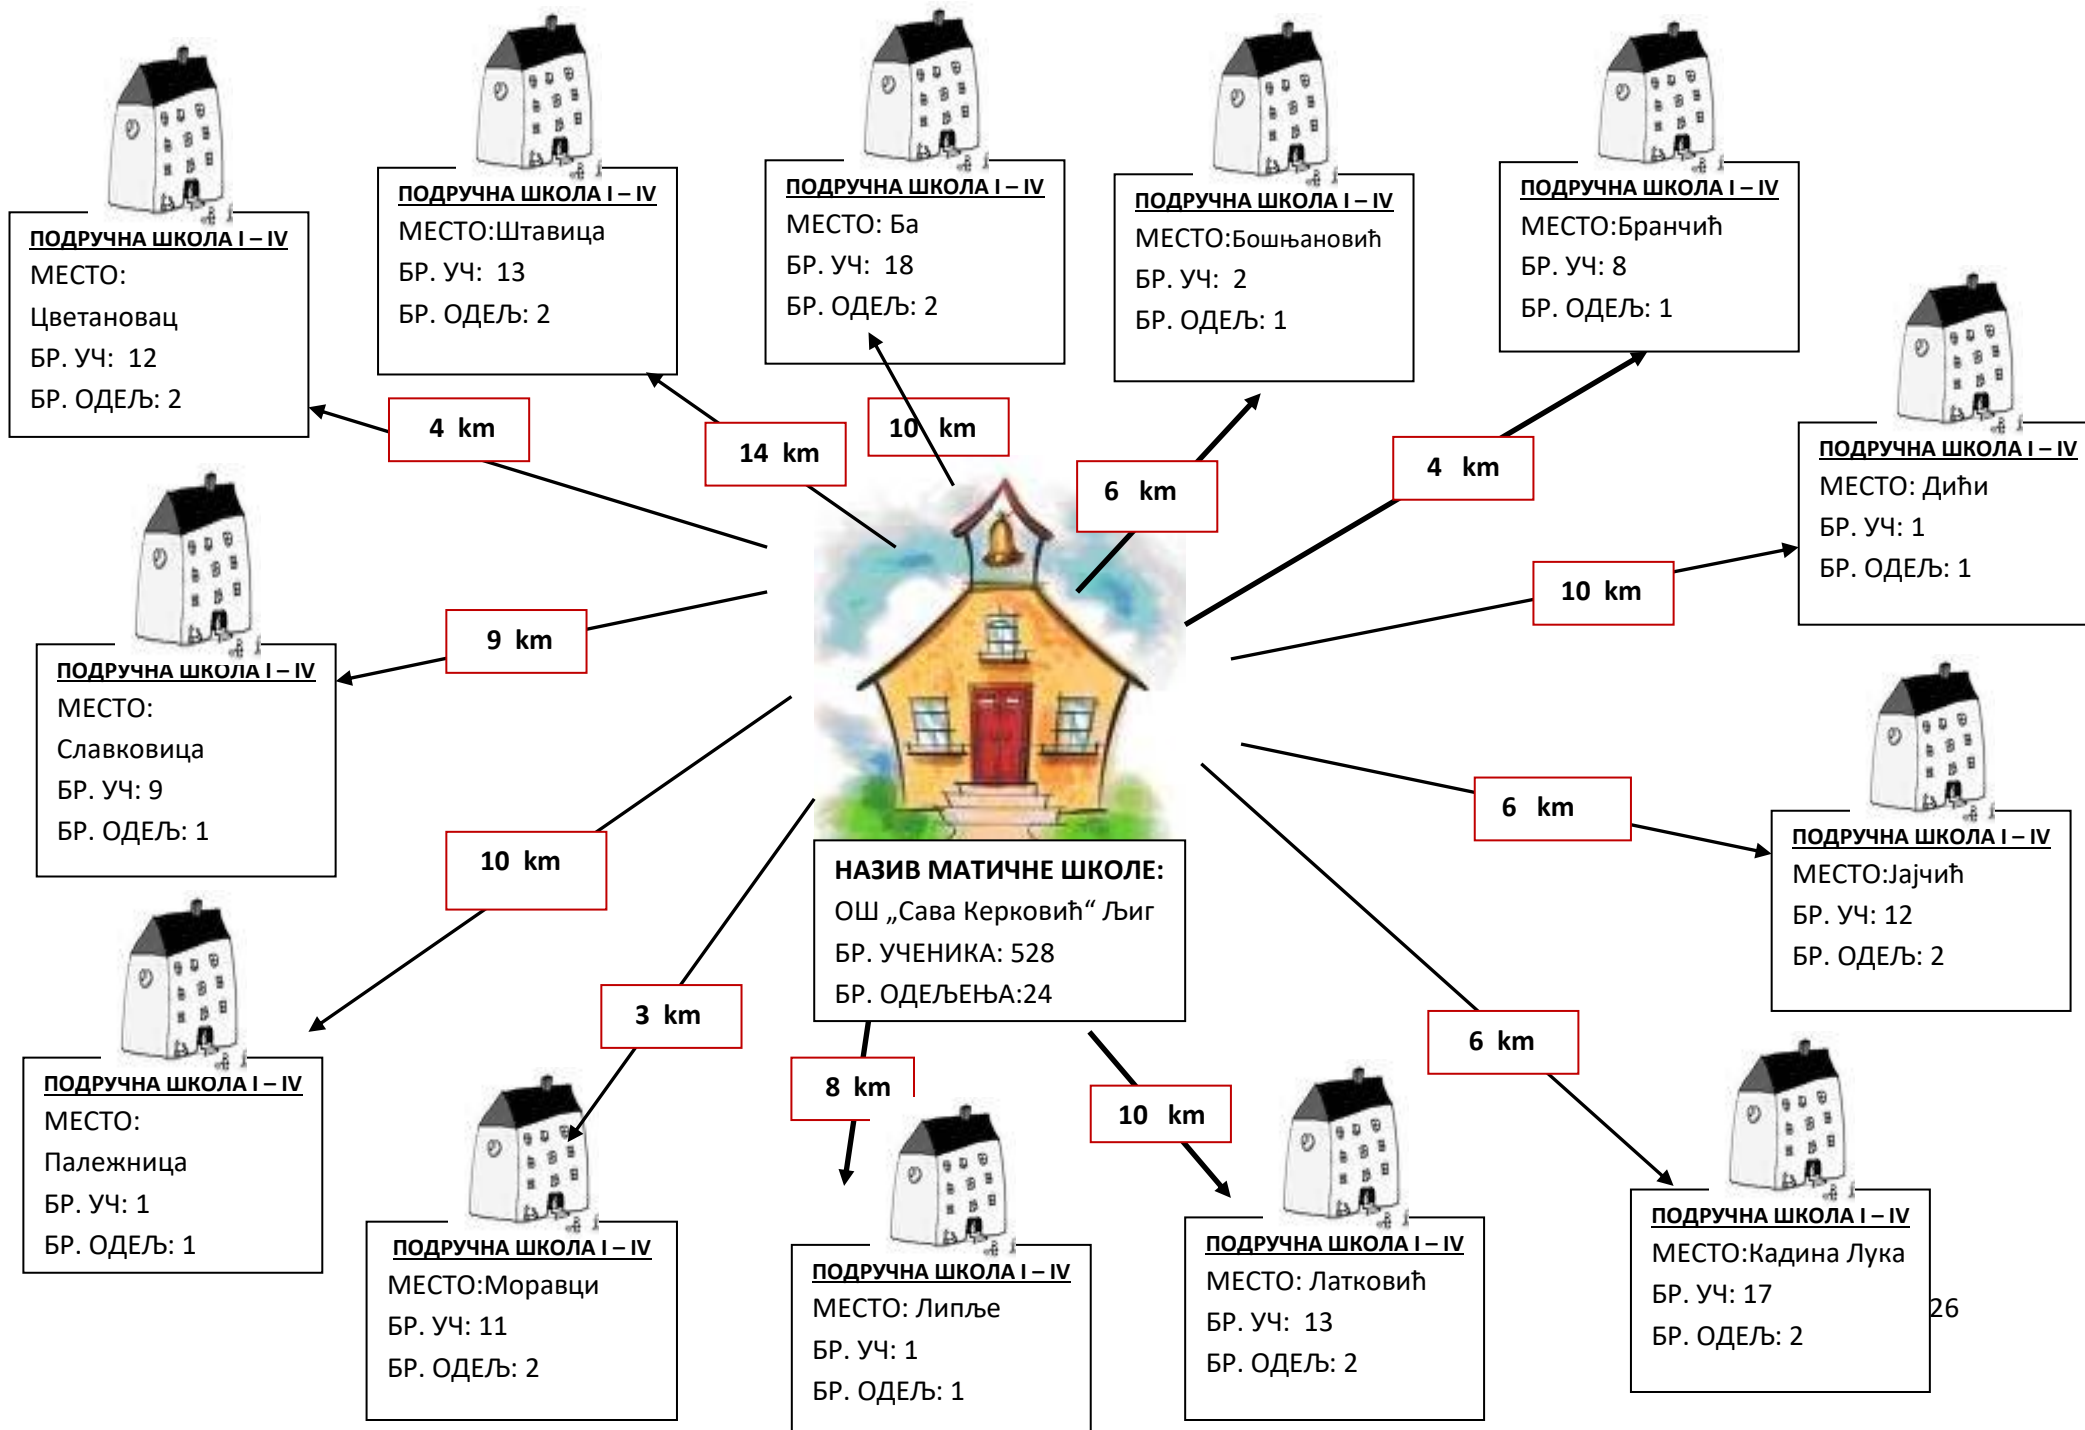 ПОДРУЧНА ШКОЛА I – IV
МЕСТО:
Цветановац
БР. УЧ: 12
БР. ОДЕЉ: 2
ПОДРУЧНА ШКОЛА I – IV
МЕСТО:Штавица
БР. УЧ: 13
БР. ОДЕЉ: 2
ПОДРУЧНА ШКОЛА I – IV
МЕСТО: Ба
БР. УЧ: 18
БР. ОДЕЉ: 2
ПОДРУЧНА ШКОЛА I – IV
МЕСТО:Бошњановић
БР. УЧ: 2
БР. ОДЕЉ: 1
ПОДРУЧНА ШКОЛА I – IV
МЕСТО:Бранчић
БР. УЧ: 8
БР. ОДЕЉ: 1
ПОДРУЧНА ШКОЛА I – IV
МЕСТО: Дићи
БР. УЧ: 1
БР. ОДЕЉ: 1
4 km
14 km
10 km
6 km
4 km
10 km
9 km
ПОДРУЧНА ШКОЛА I – IV
МЕСТО:
Славковица
БР. УЧ: 9
БР. ОДЕЉ: 1
6 km
ПОДРУЧНА ШКОЛА I – IV
МЕСТО:Јајчић
БР. УЧ: 12
БР. ОДЕЉ: 2
10 km
НАЗИВ МАТИЧНЕ ШКОЛЕ:
ОШ „Сава Керковић“ Љиг
БР. УЧЕНИКА: 528
БР. ОДЕЉЕЊА:24
3 km
8 km
10 km
6 km
ПОДРУЧНА ШКОЛА I – IV
МЕСТО:
Палежница
БР. УЧ: 1
БР. ОДЕЉ: 1
ПОДРУЧНА ШКОЛА I – IV
МЕСТО:Моравци
БР. УЧ: 11
БР. ОДЕЉ: 2
ПОДРУЧНА ШКОЛА I – IV
МЕСТО: Липље
БР. УЧ: 1
БР. ОДЕЉ: 1
ПОДРУЧНА ШКОЛА I – IV
МЕСТО: Латковић
БР. УЧ: 13
БР. ОДЕЉ: 2
ПОДРУЧНА ШКОЛА I – IV
МЕСТО:Кадина Лука
БР. УЧ: 17
БР. ОДЕЉ: 2
26